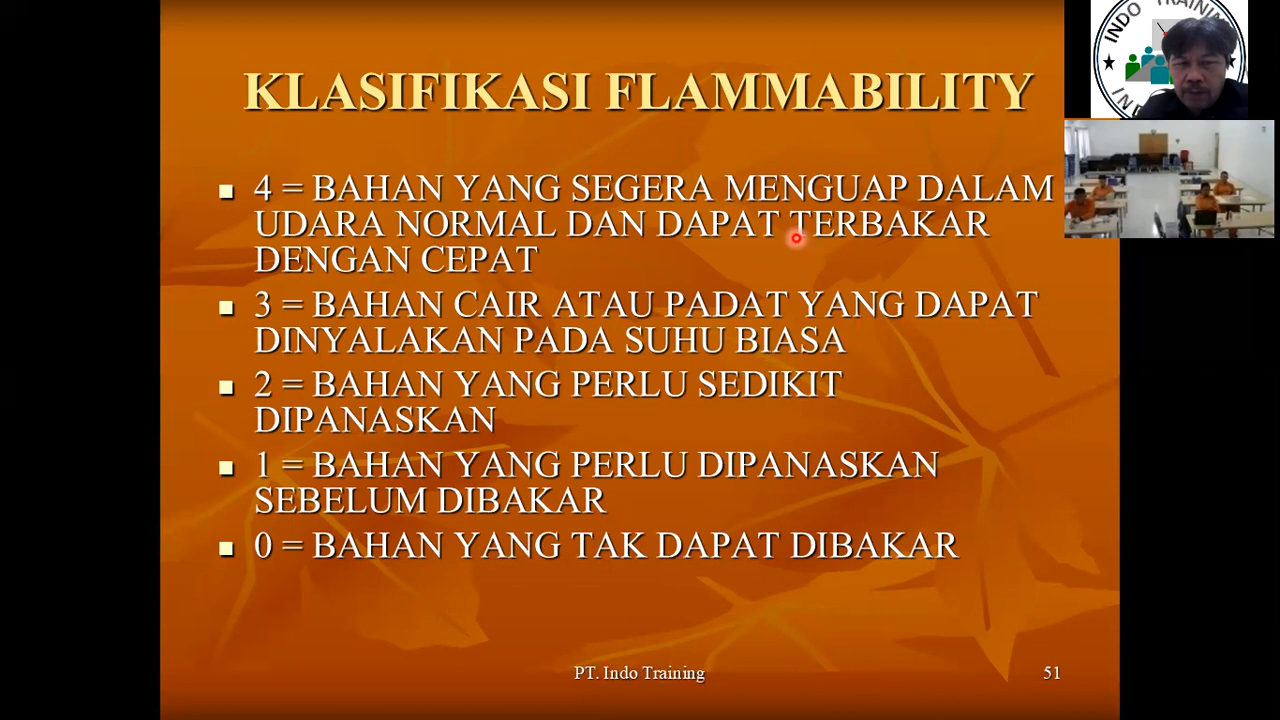 KLASIFIKASI FLAMMABILITY
4 = BAHAN YANG SEGERA MENGUAP DALAM
UDARA NORMAL DAN DAPAT TERBAKAR
DENGAN CEPAT
3 = BAHAN CAIR ATAU PADAT YANG DAPAT
DINYALAKAN PADA SUHU BIASA
2 = BAHAN YANG PERLU SEDIKIT
DIPANASKAN
1 = BAHAN YANG PERLU DIPANASKAN
SEBELUM DIBAKAR
0 = BAHAN YANG TAK DAPAT DIBAKAR
PT. Indo Training
51
INDO TRAINING